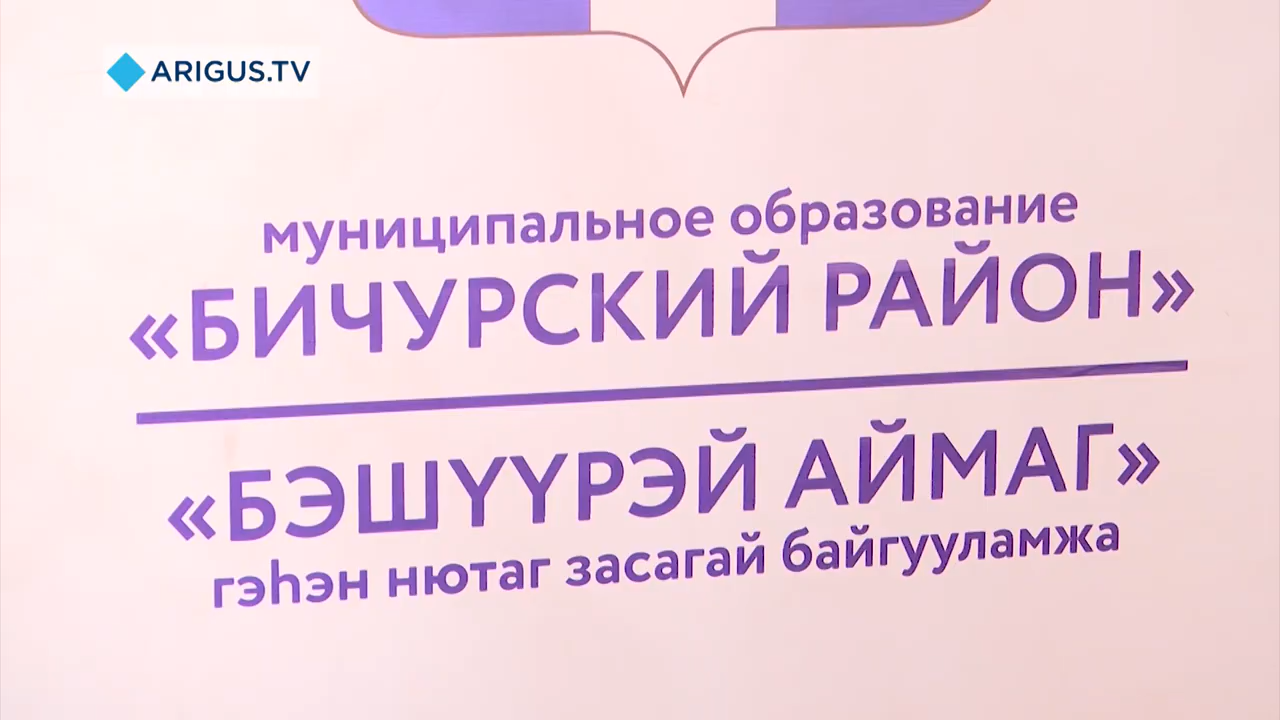 ARIGUS.TV
муниципальное образование
«БИЧУРСКИЙ РАЙОН»
«БЭШҮҮРЭЙ АЙМАГ»
гэһэн нютаг засагай байгууламжа